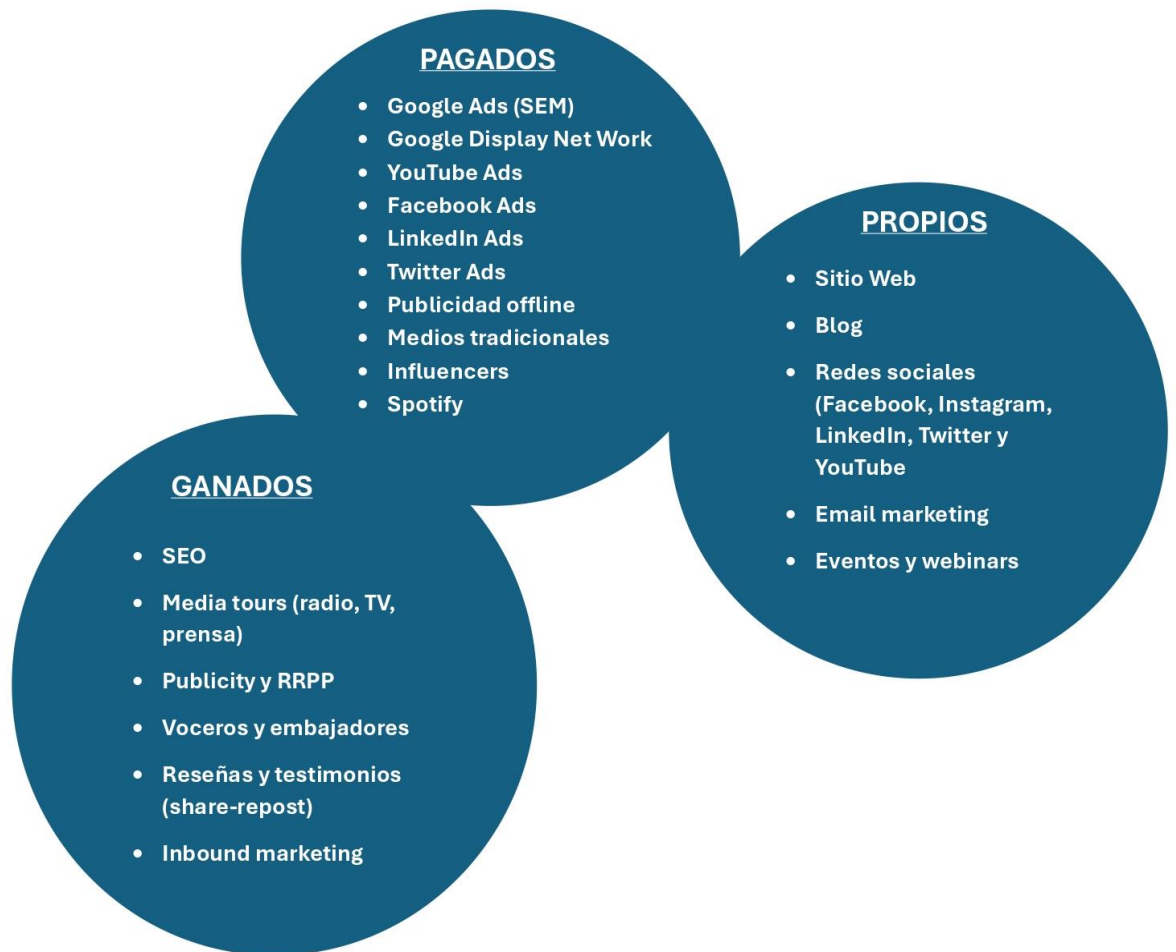 PAGADOS
• Google Ads (SEM)
• Google Display Net Work
• YouTube Ads
• Facebook Ads
• LinkedIn Ads
• Twitter Ads
• Publicidad offline
• Medios tradicionales
• Influencers
• Spotify
PROPIOS
• Sitio Web
• Blog
• Redes sociales
(Facebook, Instagram,
LinkedIn, Twitter y
YouTube
• Email marketing
• Eventos y webinars
GANADOS
• SEO
• Media tours (radio, TV,
prensa)
• Publicity y RRPP
• Voceros y embajadores
• Reseñas y testimonios
(share-repost)
• Inbound marketing